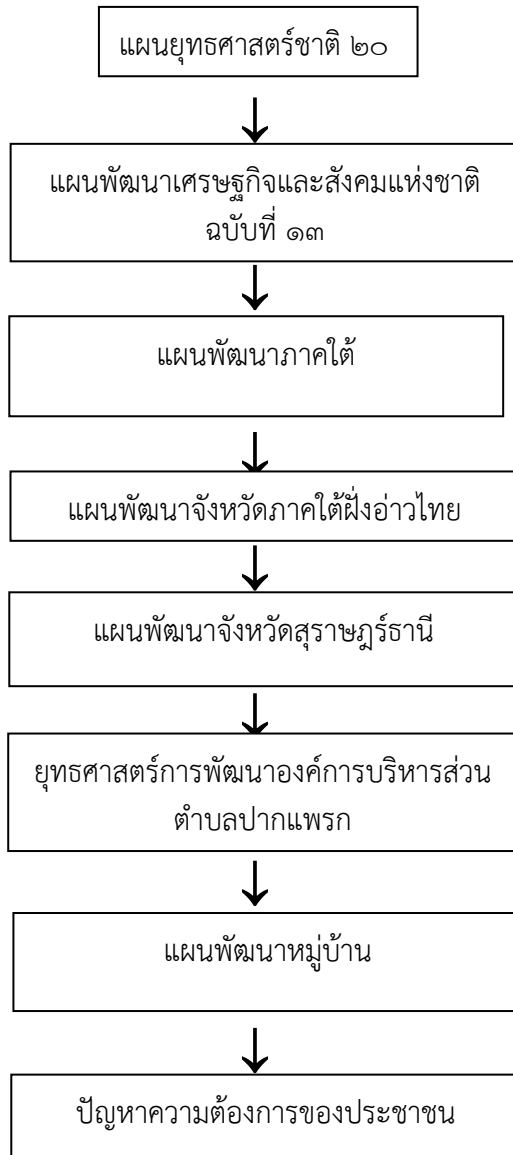 แผนยุทธศาสตร์ชาติ ๒๐
แผนพัฒนาเศรษฐกิจและสังคมแห่งชาติ
ฉบับที่ ๑๓
แผนพัฒนาภาคใต้
แผนพัฒนาจังหวัดภาคใต้ฝั่งอ่าวไทย
แผนพัฒนาจังหวัดสุราษฎร์ธานี
ยุทธศาสตร์การพัฒนาองค์การบริหารส่วน
ตำบลปากแพรก
แผนพัฒนาหมู่บ้าน
ปัญหาความต้องการของประชาชน